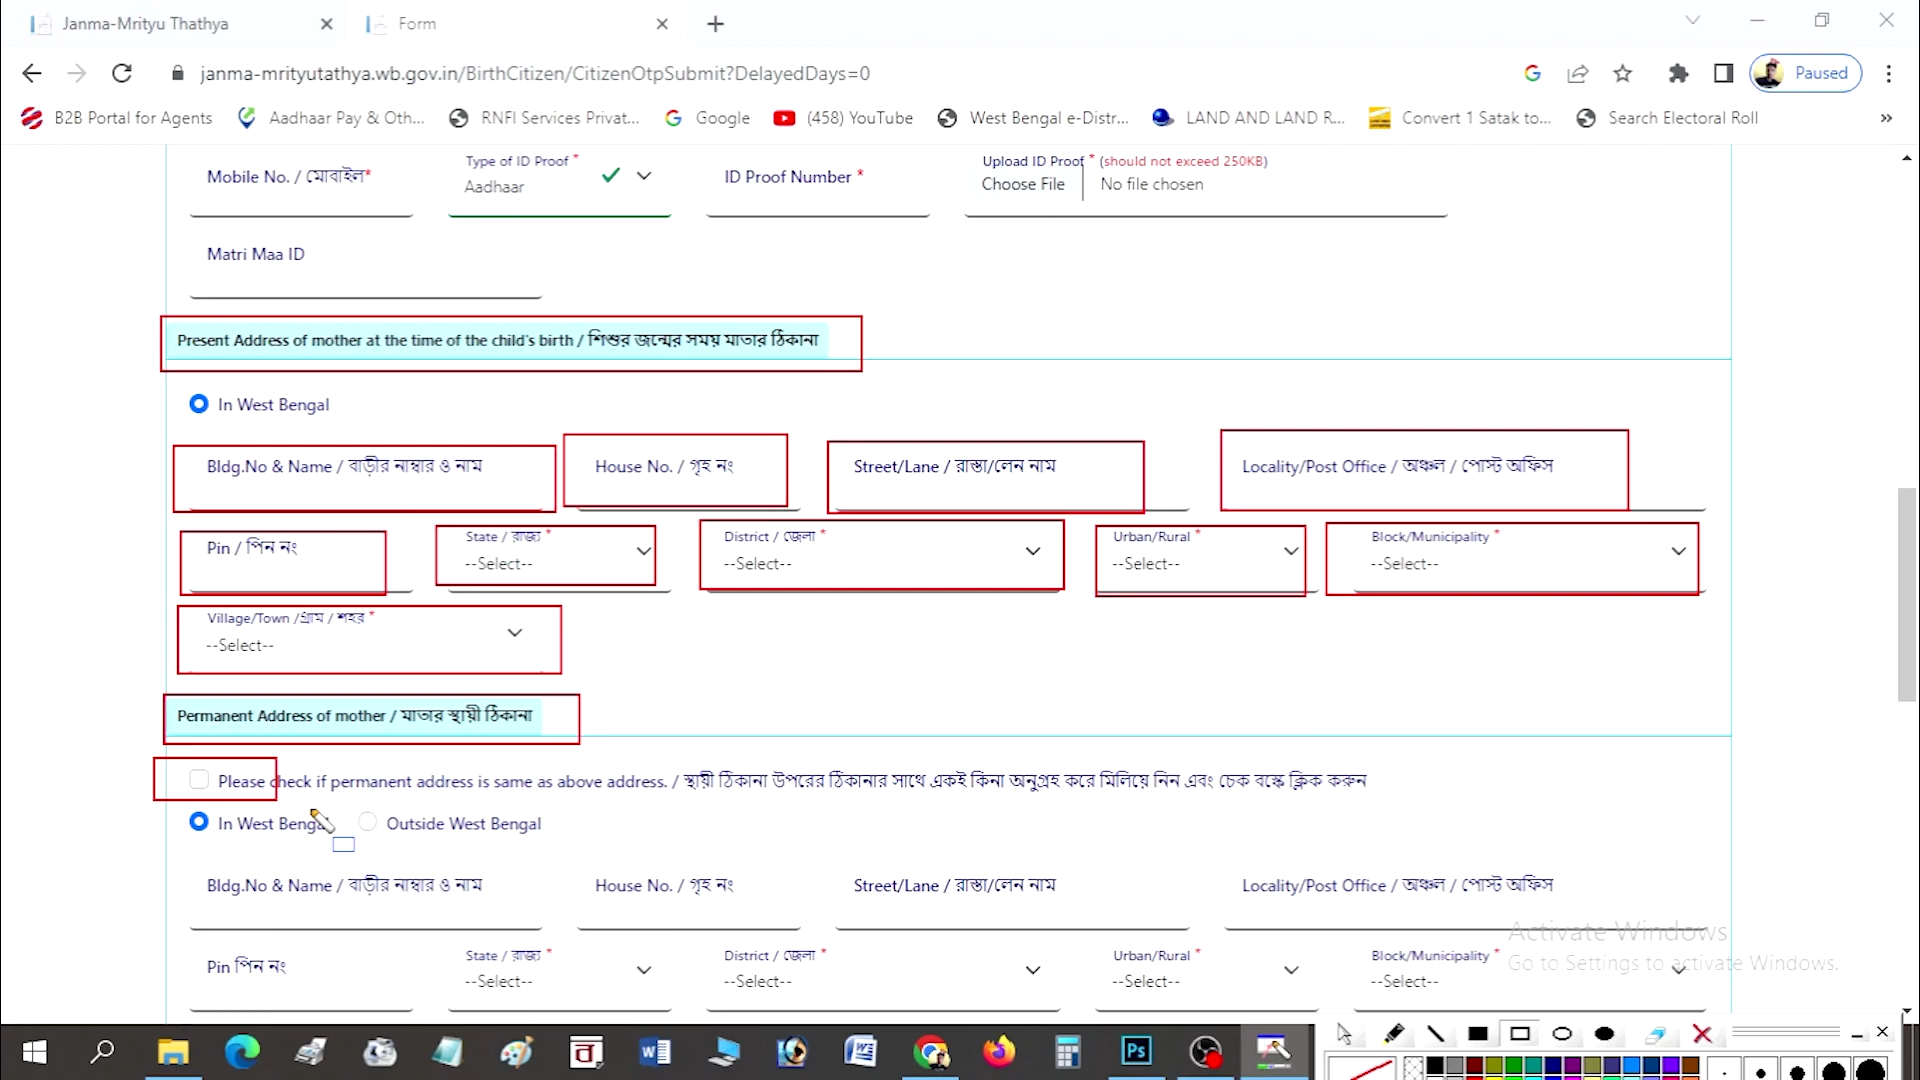 Janma-Mrityu Thathya
Form
janma-mrityutathya.wb.gov.in/BirthCitizen/CitizenOtpSubmit?DelayedDays=0
Paused
B2B Portal for Agents
Aadhaar Pay & Oth...
RNFI Services Privat...
Google
(458) YouTube
West Bengal e-Distr...
LAND AND LAND R...
Convert 1 Satak to...
Search Electoral Roll
»
Mobile No. / মোবাইল*
Type of ID Proof *
Aadhaar
ID Proof Number *
Upload ID Proof * (should not exceed 250KB)
Choose File No file chosen
Matri Maa ID
Present Address of mother at the time of the child's birth / শিশুর জন্মের সময় মাতার ঠিকানা
In West Bengal
Bldg.No & Name / বাড়ীর নাম্বার ও নাম
House No. / গৃহ নং
Street/Lane / রাস্তা/লেন নাম
Locality/Post Office / অঞ্চল / পোস্ট অফিস
Pin / পিন নং
State / রাজ্য *
--Select--
District / জেলা *
--Select--
Urban/Rural *
--Select--
Block/Municipality *
--Select--
Village/Town /গ্রাম / শহর *
--Select--
Permanent Address of mother / মাতার স্থায়ী ঠিকানা
Please check if permanent address is same as above address. / স্থায়ী ঠিকানা উপরের ঠিকানার সাথে একই কিনা অনুগ্রহ করে মিলিয়ে নিন এবং চেক বক্সে ক্লিক করুন
In West Bengal
Outside West Bengal
Bldg.No & Name / বাড়ীর নাম্বার ও নাম
House No. / গৃহ নং
Street/Lane / রাস্তা/লেন নাম
Locality/Post Office / অঞ্চল / পোস্ট অফিস
Pin পিন নং
State / রাজ্য *
--Select--
District / জেলা *
--Select--
Urban/Rural *
--Select--
Block/Municipality *
--Select--
Activate Windows
Go to Settings to activate Windows.
Ps